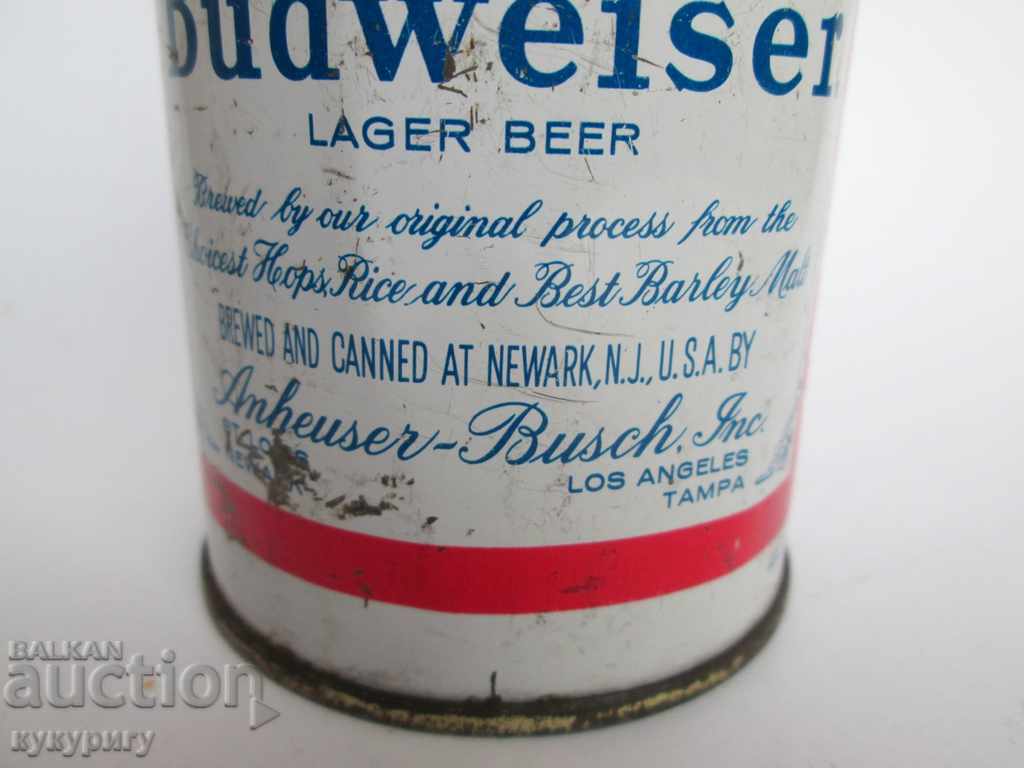 Budweiser
LAGER BEER
Brewed by our original process from the
Choicest Hops, Rice and Best Barley Malt
BREWED AND CANNED AT NEWARK, N.J., U.S.A. BY
Anheuser-Busch, Inc.
LOS ANGELES
NEWARK TAMPA
BALKAN
auction
кукуригу